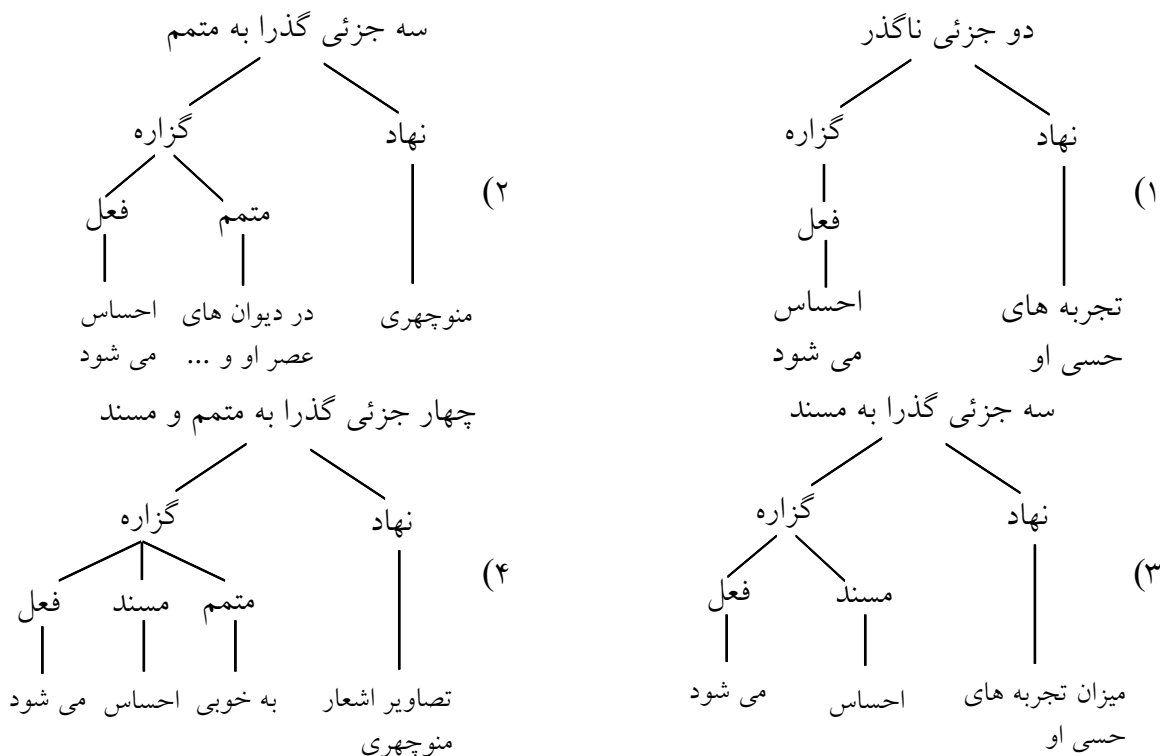 دو جزئی ناگذر
نهاد
گزاره
فعل
تجربه های
حسی او
احساس
می شود
۱)
سه جزئی گذرا به متمم
نهاد
گزاره
متمم
فعل
منوچهری
در دیوان های
عصر او و ...
احساس
می شود
۲)
سه جزئی گذرا به مسند
نهاد
گزاره
مسند
فعل
میزان تجربه های
حسی او
احساس
می شود
۳)
چهار جزئی گذرا به متمم و مسند
نهاد
گزاره
متمم
مسند
فعل
تصاویر اشعار
منوچهری
به خوبی
احساس
می شود
۴)